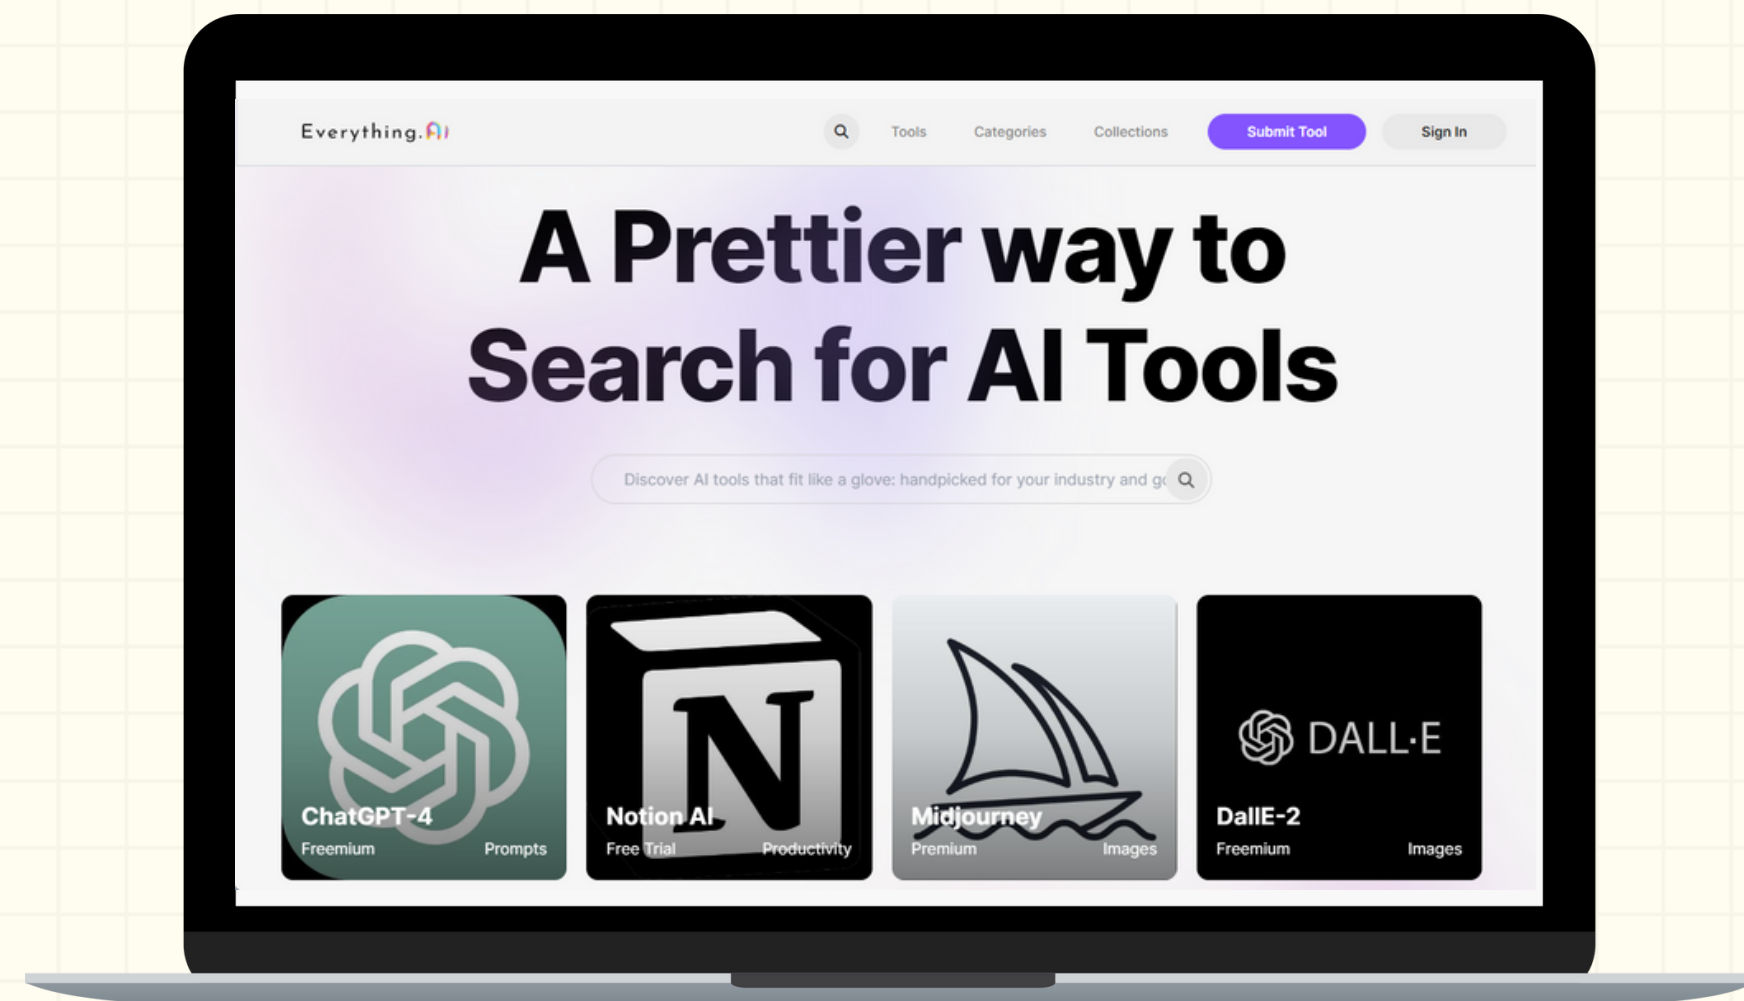 Everything.AI
Tools
Categories
Collections
Submit Tool
Sign In
A Prettier way to
Search for AI Tools
Discover AI tools that fit like a glove: handpicked for your industry and go
N
DALL·E
ChatGPT-4
Freemium
Prompts
Notion AI
Free Trial
Productivity
Midjourney
Premium
Images
DallE-2
Freemium
Images